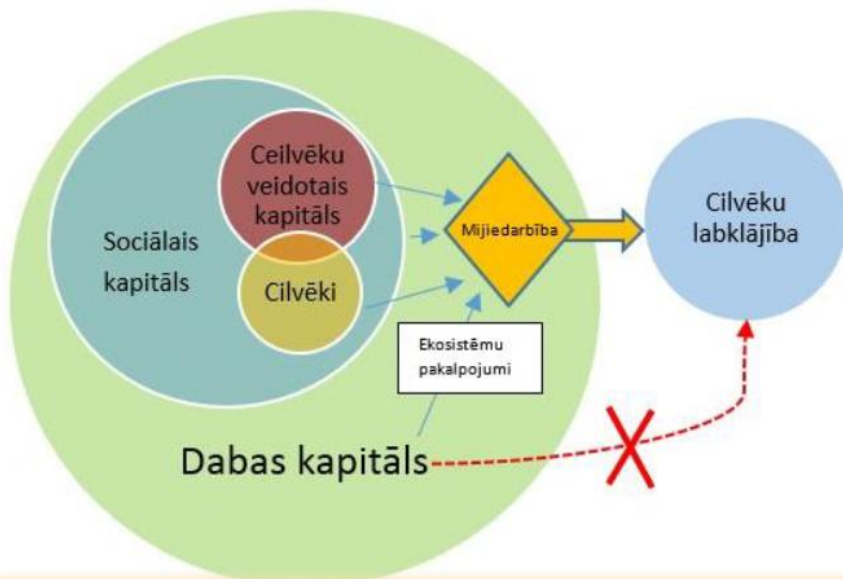 Ceilvēku
veidotais
kapitāls
Sociālais
kapitāls
Cilvēki
Mijiedarbība
Cilvēku
labklājība
Ekosistēmu
pakalpojumi
Dabas kapitāls